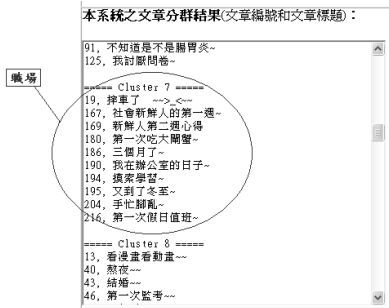 本系統之文章分群結果(文章編號和文章標題)：
91, 不知道是不是腸胃炎~
125, 我討厭問卷~
職場
===== Cluster 7 =====
19, 摔車了 ~~>_<~~
167, 社會新鮮人的第一週~
169, 新鮮人第二週心得
180, 第一次吃大閘蟹~
186, 三個月了~
190, 我在辦公室的日子~
194, 摸索學習~
195, 又到了冬至~
204, 手忙腳亂~
216, 第一次假日值班~
===== Cluster 8 =====
13, 看漫畫看動畫~~
40, 熬夜~~
43, 結婚~~
46, 第一次監考~~